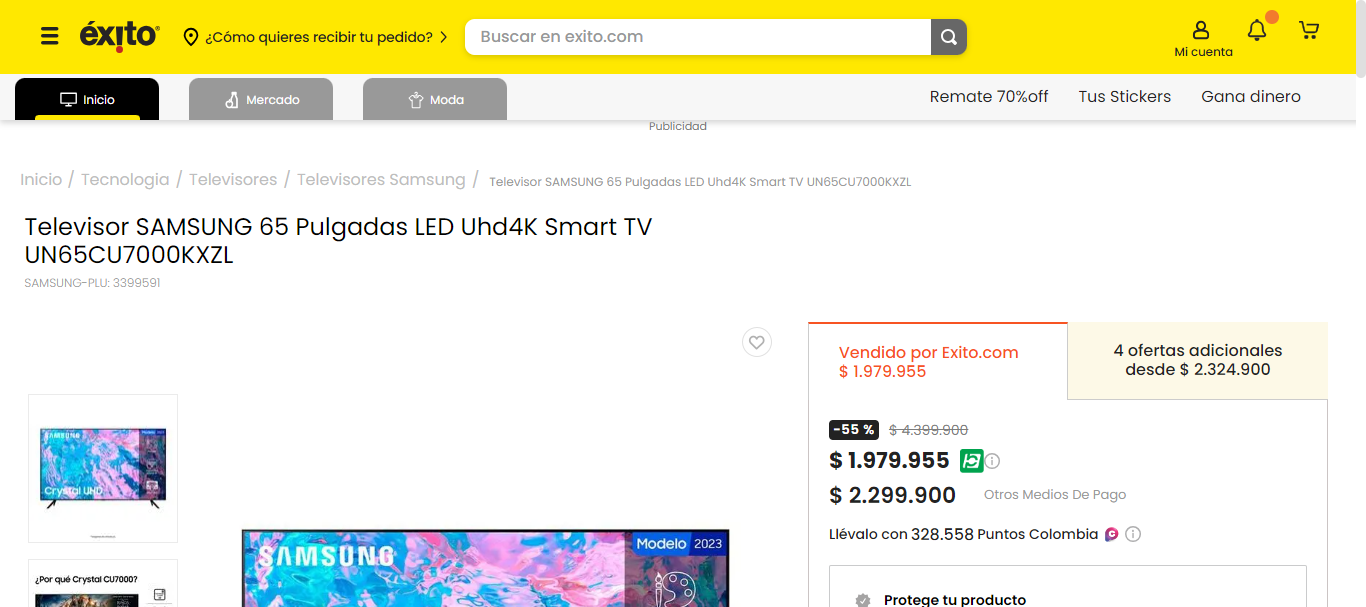 éxito
¿Cómo quieres recibir tu pedido?
Buscar en exito.com
Mi cuenta
Inicio
Mercado
Moda
Remate 70%off
Tus Stickers
Gana dinero
Publicidad
Inicio / Tecnologia / Televisores / Televisores Samsung / Televisor SAMSUNG 65 Pulgadas LED Uhd4K Smart TV UN65CU7000KXZL
Televisor SAMSUNG 65 Pulgadas LED Uhd4K Smart TV
UN65CU7000KXZL
SAMSUNG-PLU: 3399591
SAMSUNG
Crystal UHD
¿Por qué Crystal CU7000?
SAMSUNG
Modelo 2023
Vendido por Exito.com
$ 1.979.955
4 ofertas adicionales
desde $ 2.324.900
-55 % $ 4.399.900
$ 1.979.955
$ 2.299.900 Otros Medios De Pago
Llévalo con 328.558 Puntos Colombia
Protege tu producto